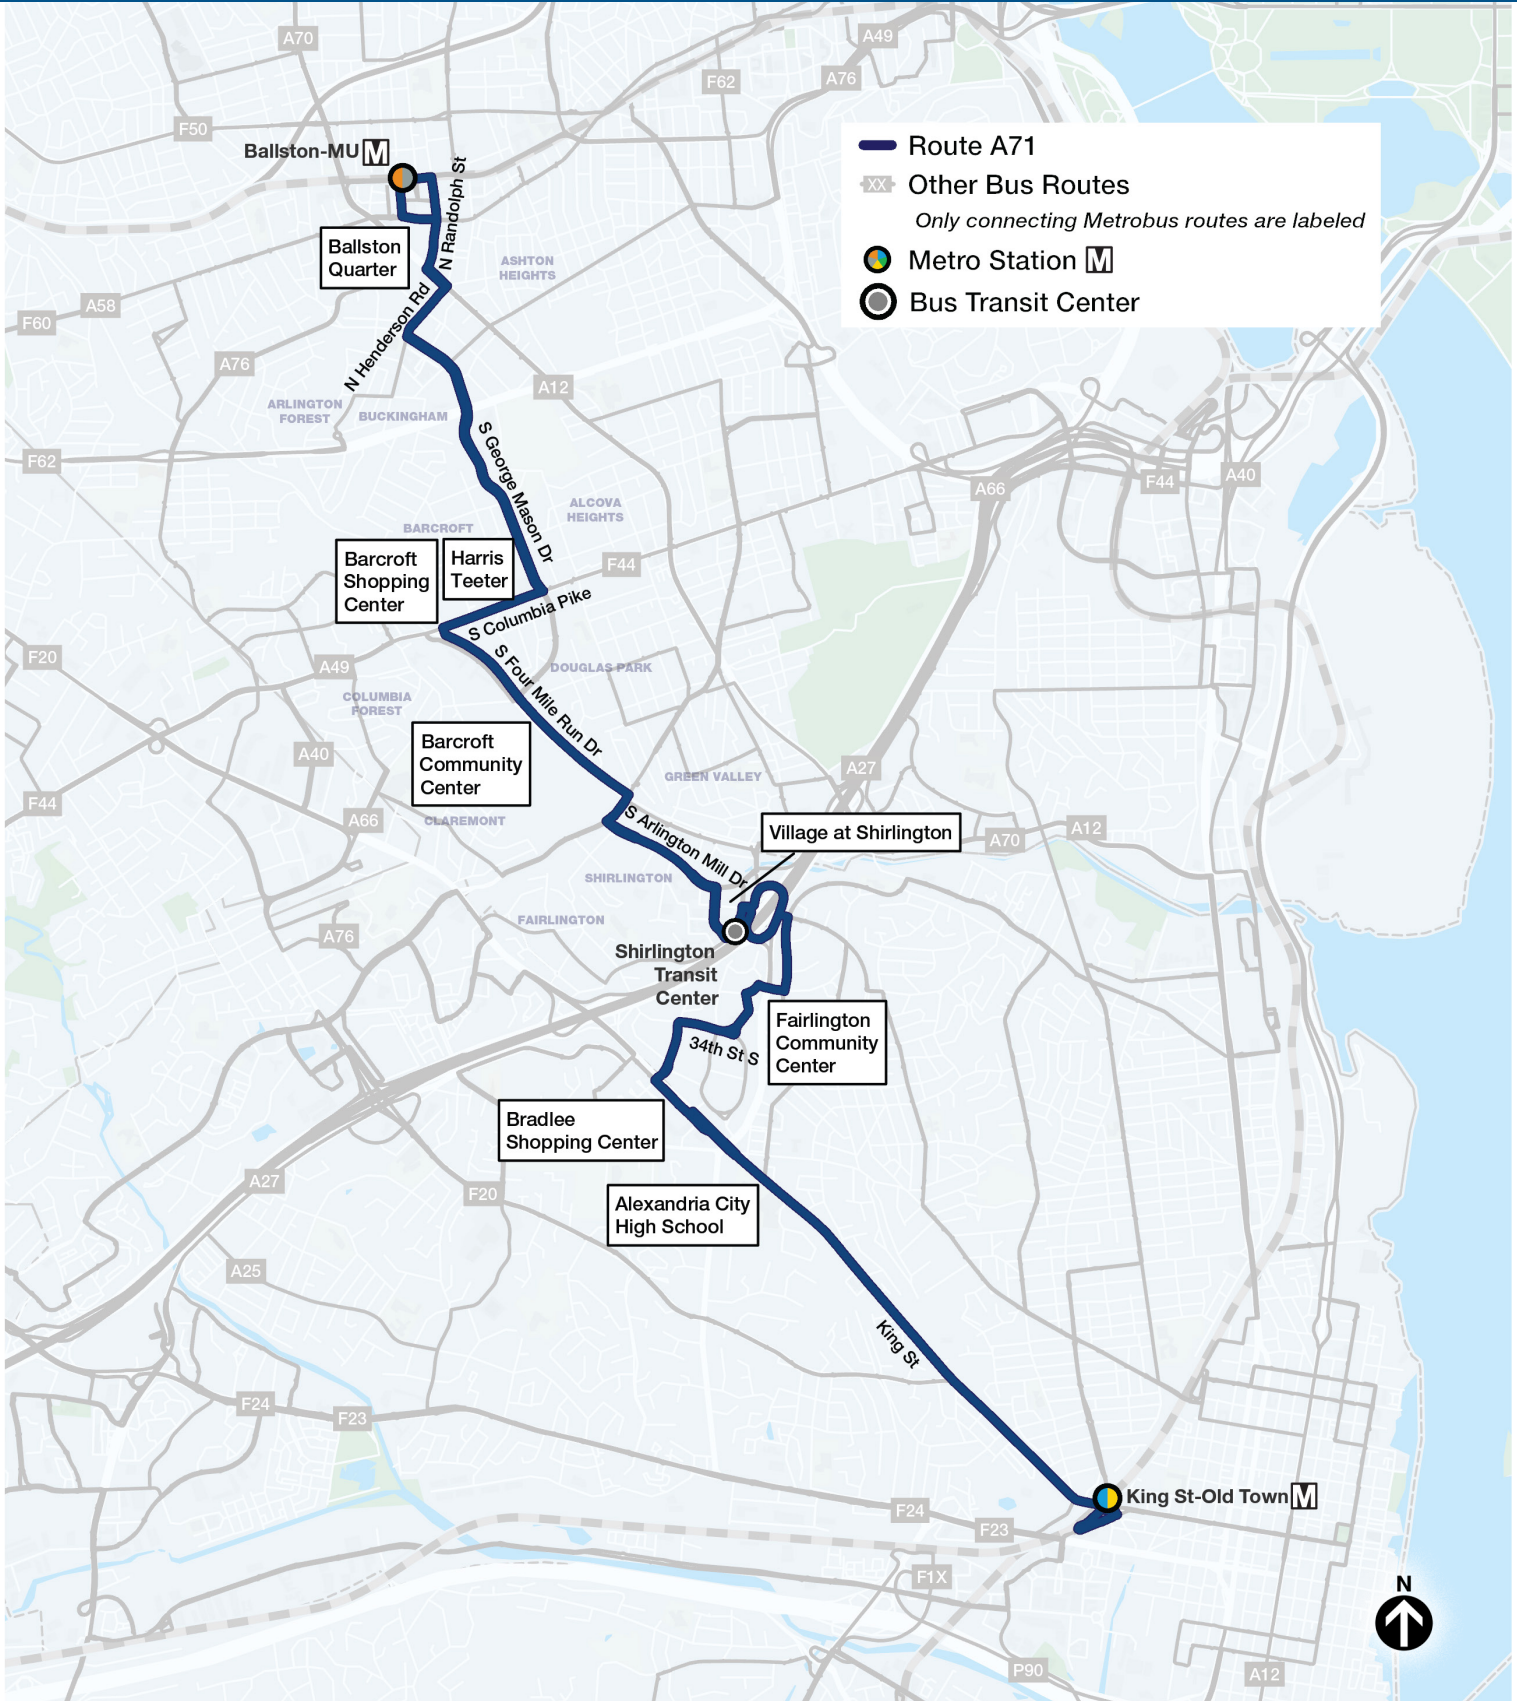 A70
A49
F62
A76
F50
Ballston-MU M
N Randolph St
Route A71
XX Other Bus Routes
Only connecting Metrobus routes are labeled
Metro Station M
Bus Transit Center
Ballston
Quarter
ASHTON
HEIGHTS
A58
F60
N Henderson Rd
A76
A12
ARLINGTON
FOREST
BUCKINGHAM
F62
S George Mason Dr
A66
F44
A40
ALCOVA
HEIGHTS
BARCROFT
Barcroft
Shopping
Center
Harris
Teeter
F44
S Columbia Pike
F20
A49
S Four Mile Run Dr
DOUGLAS PARK
COLUMBIA
FOREST
Barcroft
Community
Center
A40
GREEN VALLEY
A27
F44
A66
CLAREMONT
S Arlington Mill Dr
Village at Shirlington
A70
A12
SHIRLINGTON
FAIRLINGTON
A76
Shirlington
Transit
Center
Fairlington
Community
Center
34th St S
Bradlee
Shopping Center
A27
F20
Alexandria City
High School
A25
King St
F24
F23
King St-Old Town M
F24
F23
F1X
N
P90
A12